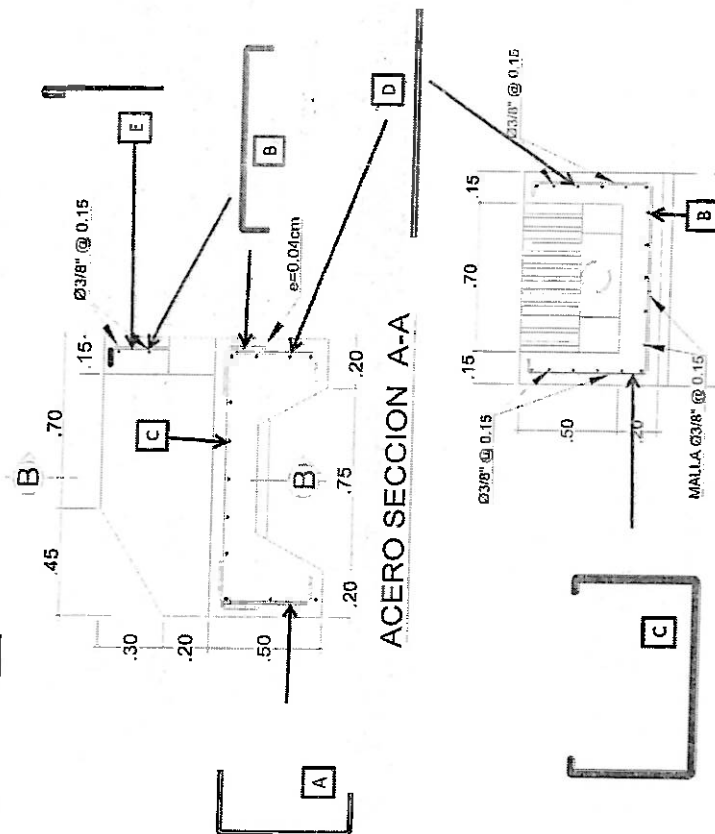 E
Ø3/8" @ 0.15
B
e=0.04cm
D
.15
.70
.45
B
C
B
.30
.20
.50
.20
.75
.20
A
ACERO SECCION A-A
Ø3/8" @ 0.15
.15
.70
.15
Ø3/8" @ 0.15
.50
.20
MALLA Ø3/8" @ 0.15
B
C